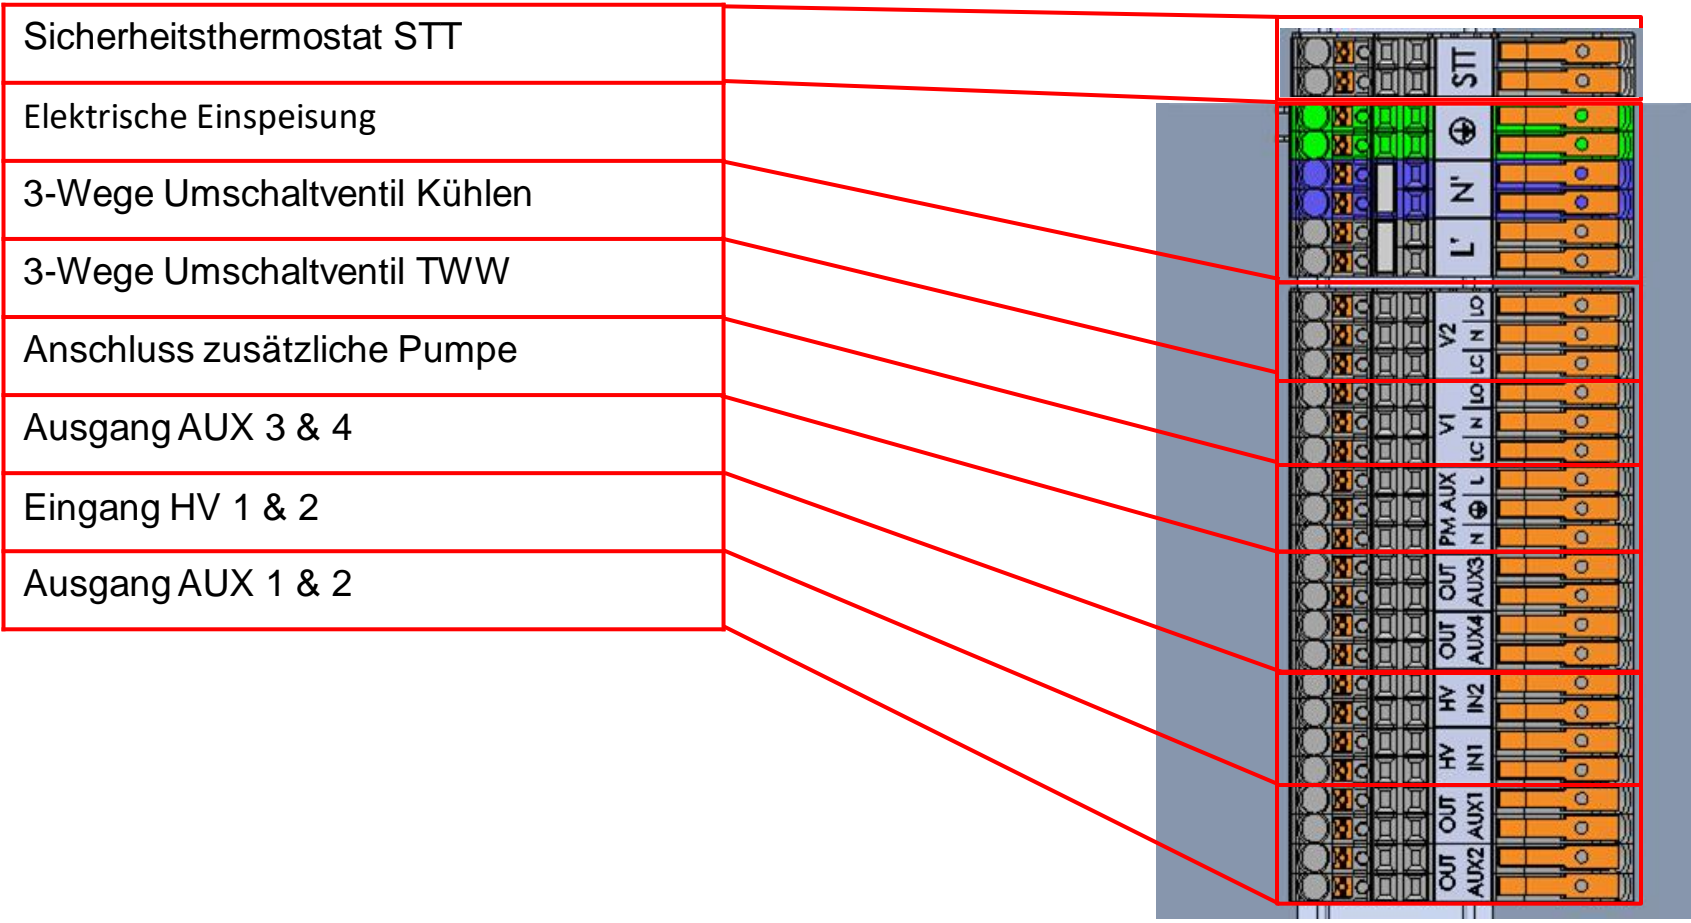 Sicherheitsthermostat STT
Elektrische Einspeisung
3-Wege Umschaltventil Kühlen
3-Wege Umschaltventil TWW
Anschluss zusätzliche Pumpe
Ausgang AUX 3 & 4
Eingang HV 1 & 2
Ausgang AUX 1 & 2
STT
N'
L'
V2
LO
N
LC
V1
LO
N
LC
PM AUX
L
N
OUT
AUX3
OUT
AUX4
HV
IN2
HV
IN1
OUT
AUX1
OUT
AUX2